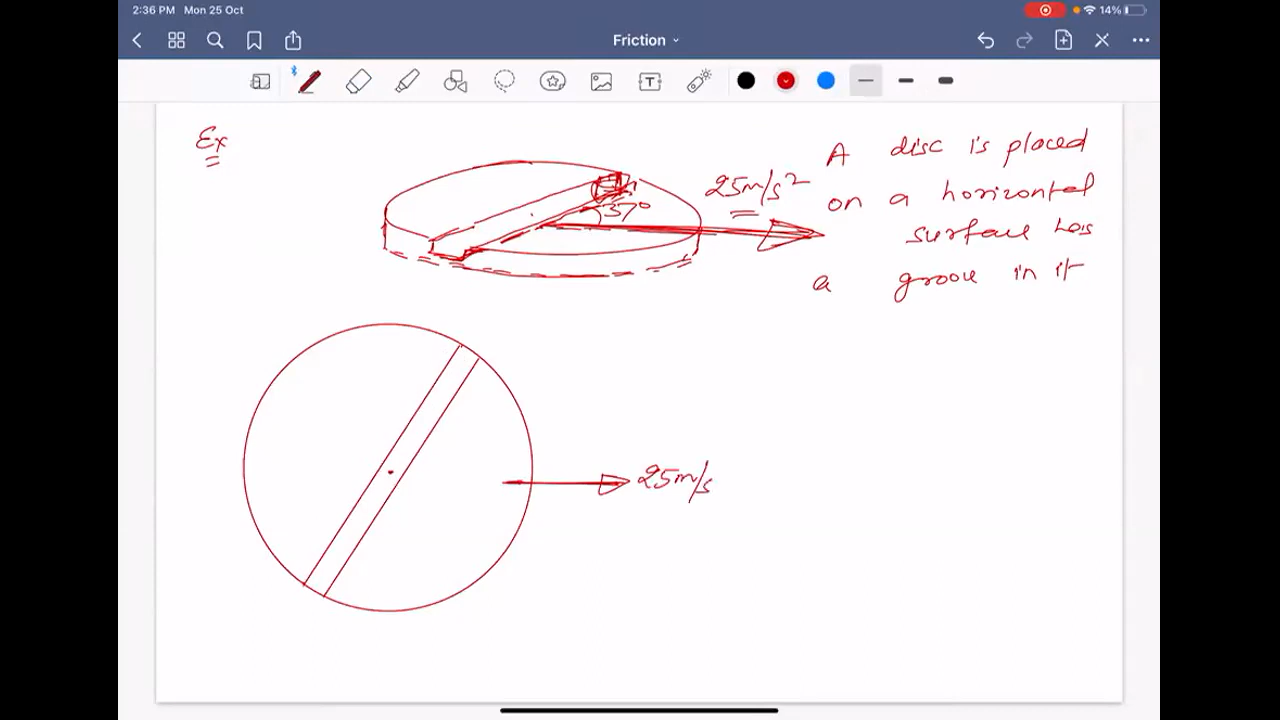 2:36 PM Mon 25 Oct
14%
Friction
Ex
A disc is placed
on a horizontal
surface has
a groove in it
25m/s²
37°
25m/s